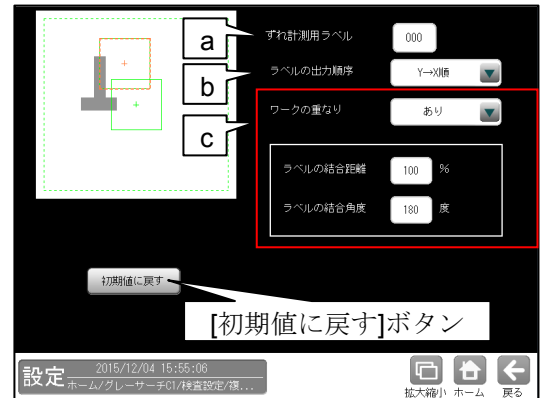 a
ずれ計測用ラベル
000
b
ラベルの出力順序
Y→X順
c
ワークの重なり
あり
ラベルの結合距離
100
%
ラベルの結合角度
180
度
初期値に戻す
[初期値に戻す]ボタン
設定
2015/12/04 15:55:06
ホーム/グレーサーチC1/検査設定/複...
拡大縮小
ホーム
戻る